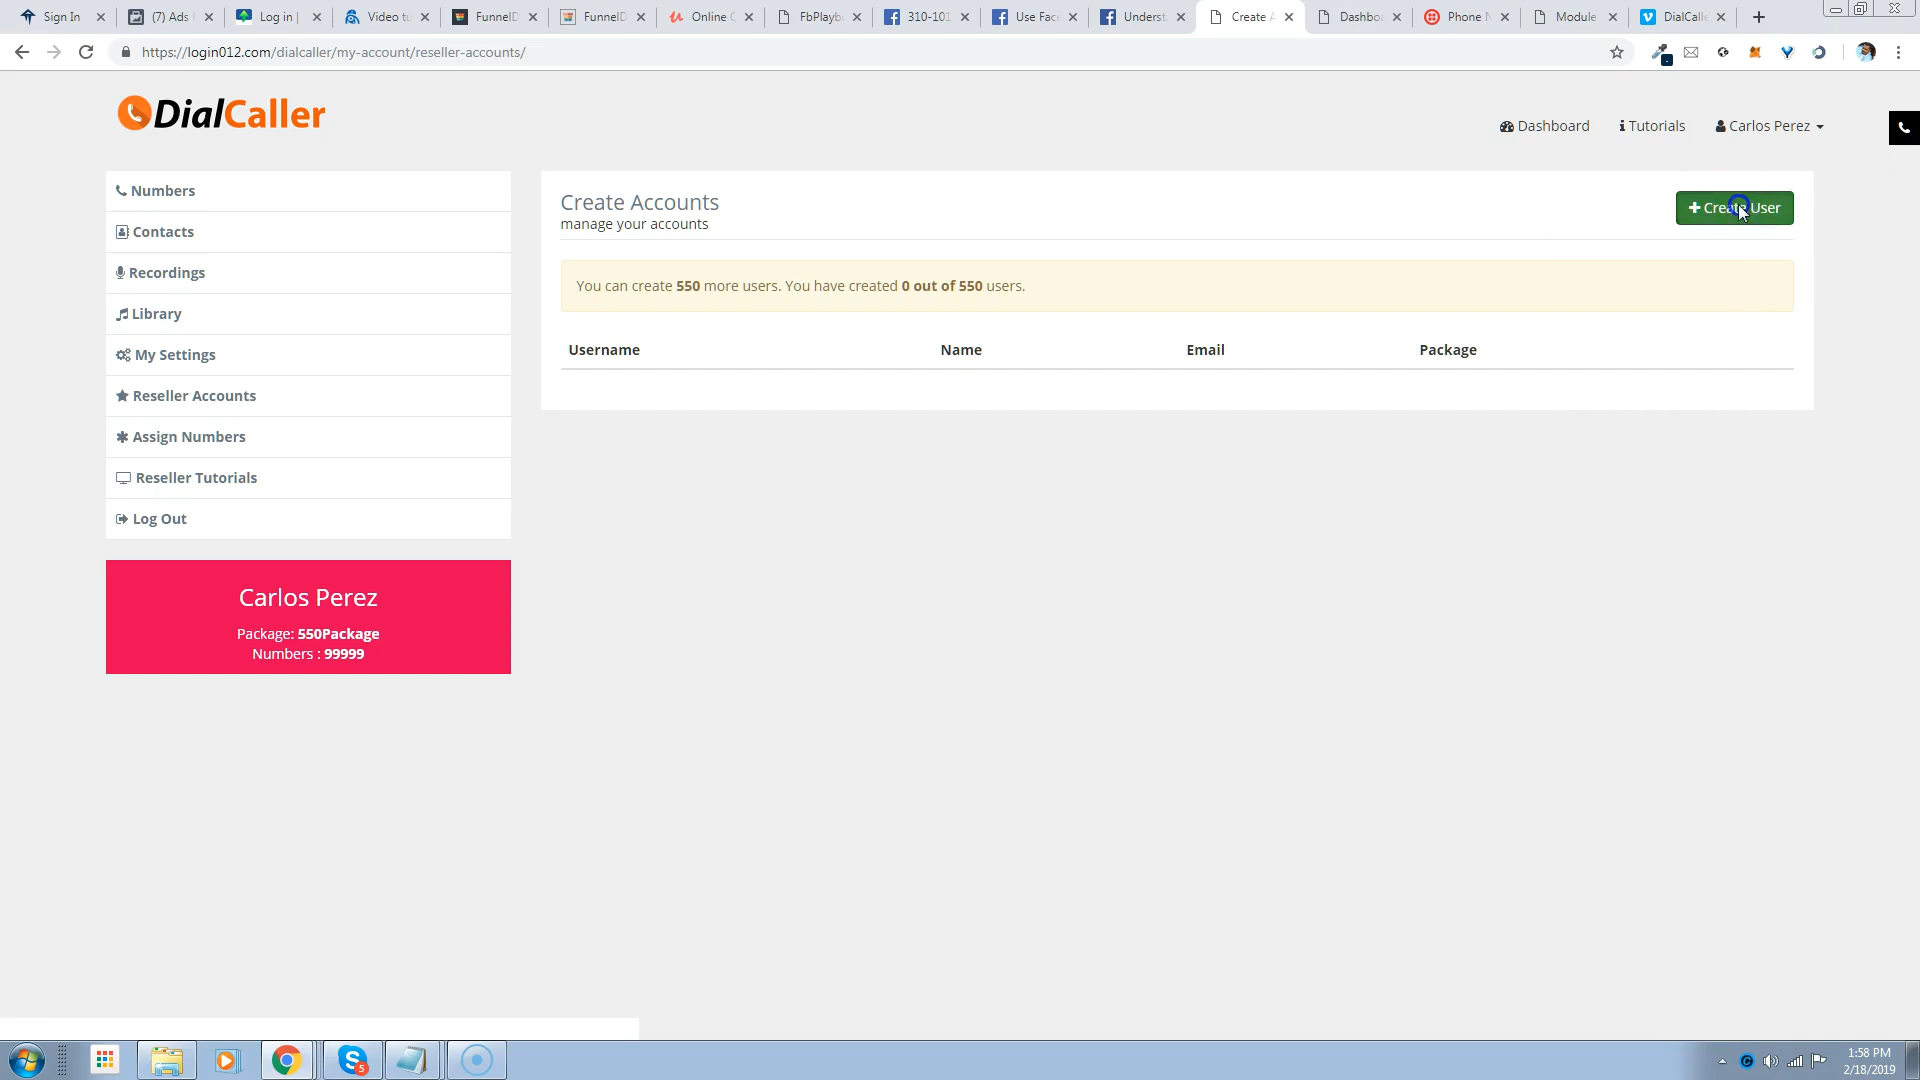 Sign In
(7) Ads
Log in |
Video tu
FunnelD
FunnelD
Online C
FbPlayb
310-101
Use Fac
Underst
Create A
Dashbo
Phone N
Module
DialCalle
https://login012.com/dialcaller/my-account/reseller-accounts/
DialCaller
Dashboard
Tutorials
Carlos Perez
Numbers
Contacts
Recordings
Library
My Settings
Reseller Accounts
Assign Numbers
Reseller Tutorials
Log Out
Carlos Perez
Package: 550Package
Numbers : 99999
Create Accounts
manage your accounts
Create User
You can create 550 more users. You have created 0 out of 550 users.
Username Name Email Package
5
1:58 PM
2/18/2019